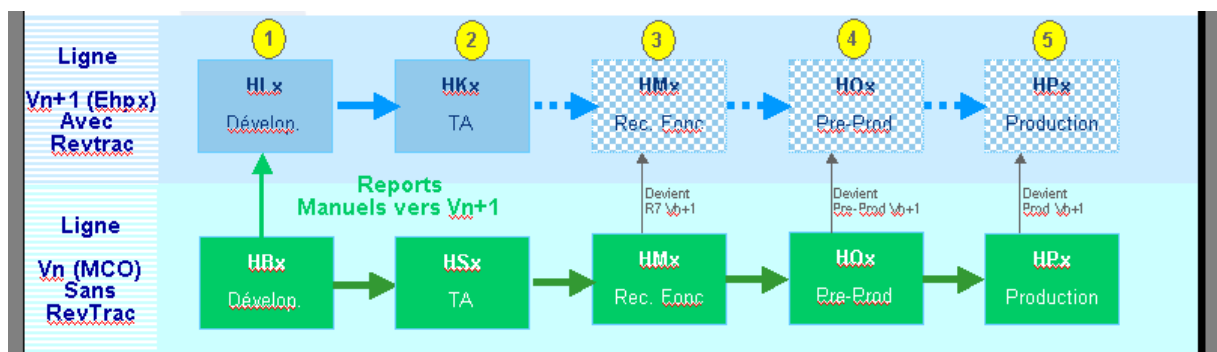 1
2
3
4
5
Ligne
Vn+1 (Ehpx)
Avec
Revtrac
HLx
Dévelop.
HKx
TA
HMx
Rec. Fonc
HOx
Pre-Prod
HPx
Production
Reports
Manuels vers Vn+1
Devient
R7 Vn+1
Devient
Pre-Prod Vn+1
Devient
Prod Vn+1
Ligne
Vn (MCO)
Sans
RevTrac
HRx
Dévelop.
HSx
TA
HMx
Rec. Fonc
HOx
Pre-Prod
HPx
Production